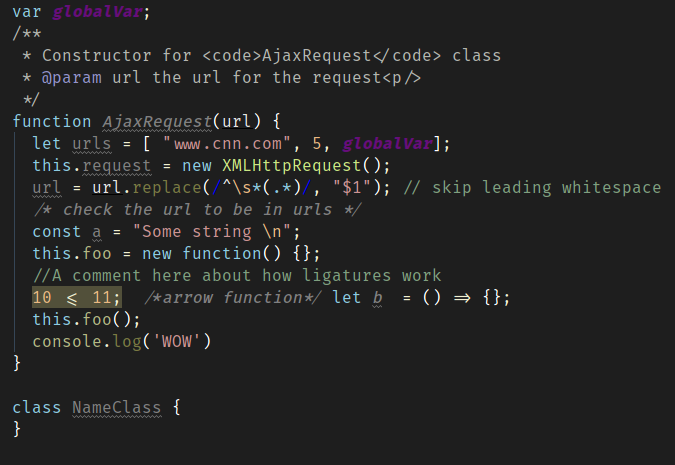 var globalVar;
/**
 * Constructor for <code>AjaxRequest</code> class
 * @param url the url for the request<p/>
 */
function AjaxRequest(url) {
  let urls = [ "www.cnn.com", 5, globalVar];
  this.request = new XMLHttpRequest();
  url = url.replace(/^\s*(.*)/, "$1"); // skip leading whitespace
  /* check the url to be in urls */
  const a = "Some string \n";
  this.foo = new function() {};
  //A comment here about how ligatures work
  10 <= 11;  /*arrow function*/ let b  = () => {};
  this.foo();
  console.log('WOW')
}

class NameClass {
}